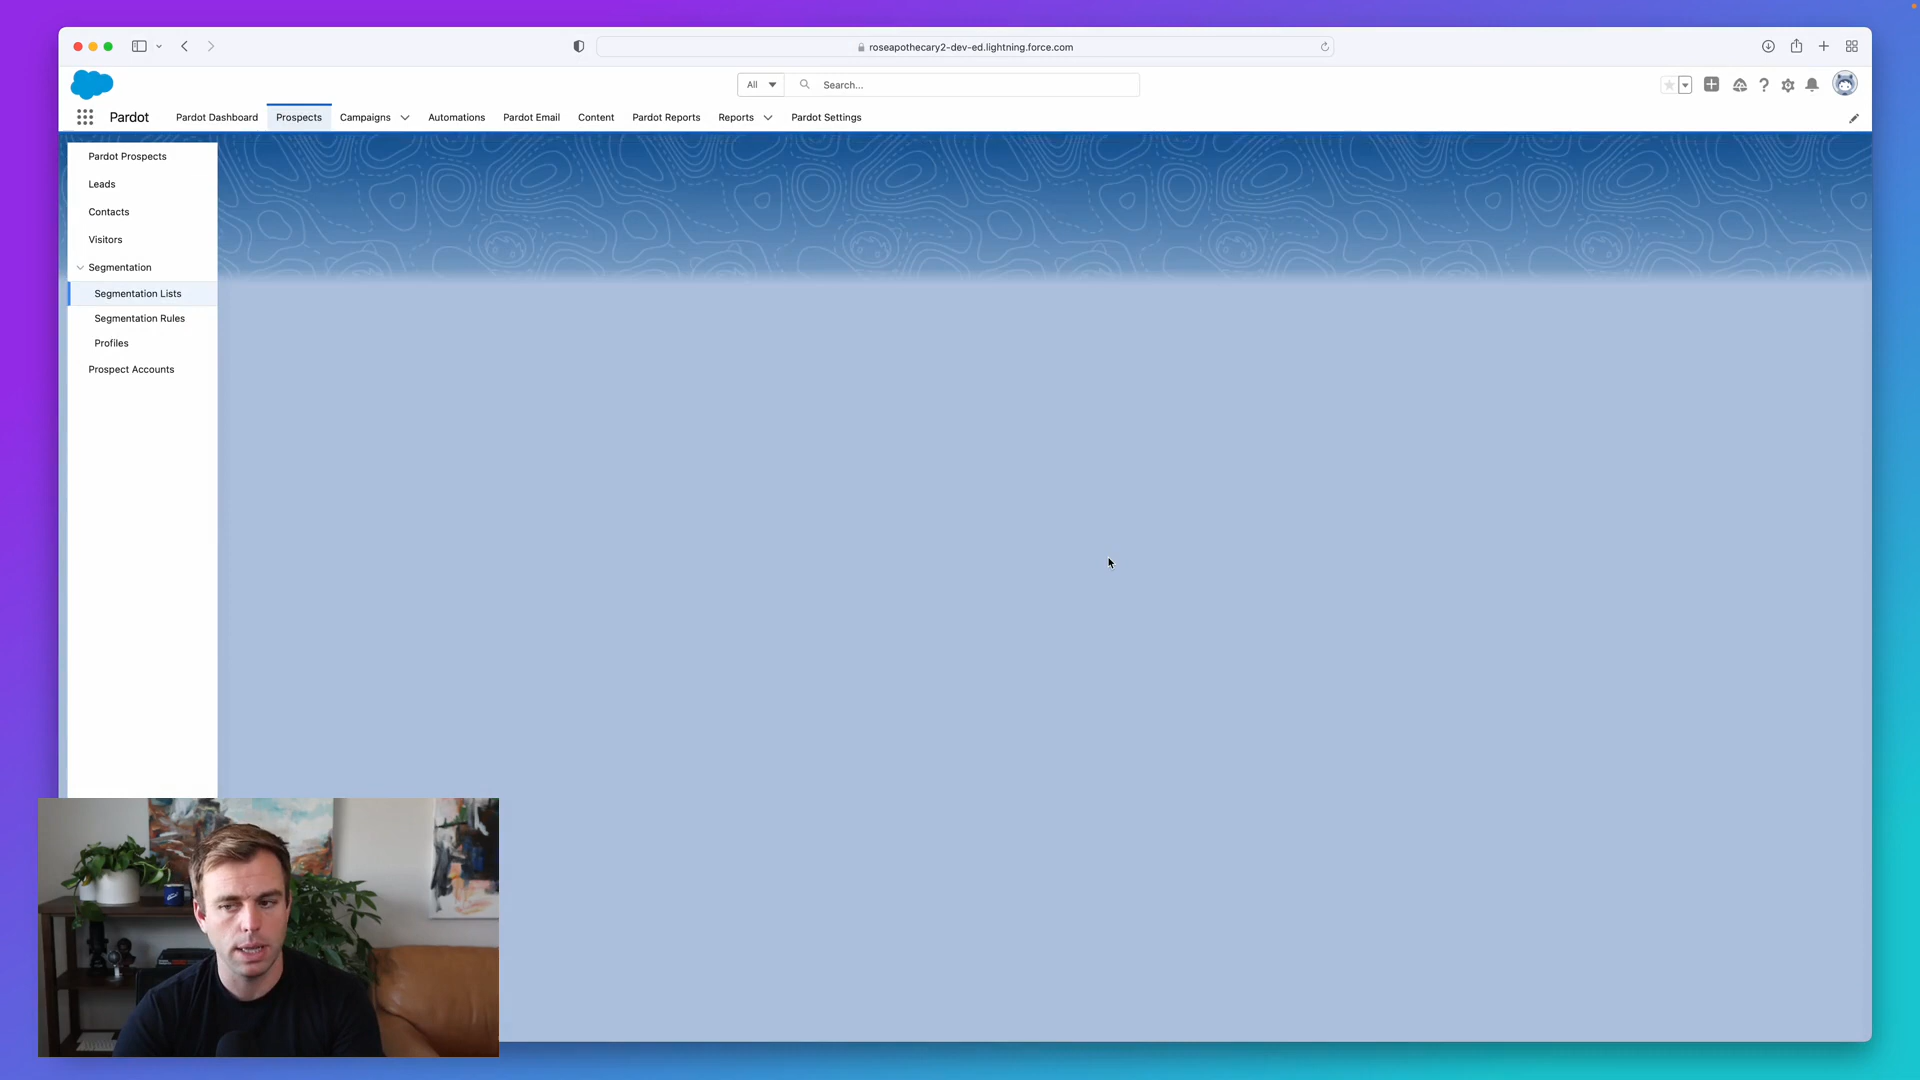 roseapothecary2-dev-ed.lightning.force.com
All
Search...
Pardot
Pardot Dashboard
Prospects
Campaigns
Automations
Pardot Email
Content
Pardot Reports
Reports
Pardot Settings
Pardot Prospects
Leads
Contacts
Visitors
Segmentation
Segmentation Lists
Segmentation Rules
Profiles
Prospect Accounts